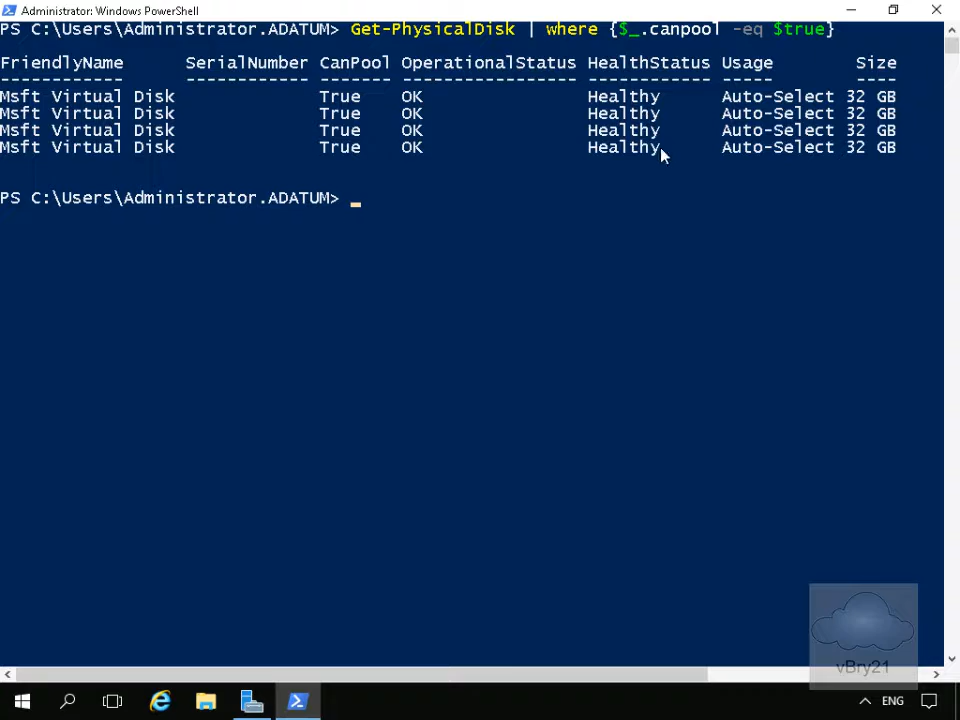 Administrator: Windows PowerShell
PS C:\Users\Administrator.ADATUM> Get-PhysicalDisk | where {$_.canpool -eq $true}
FriendlyName SerialNumber CanPool OperationalStatus HealthStatus Usage Size
------------ ------------ ------- ----------------- ------------ ----- ----
Msft Virtual Disk True OK Healthy Auto-Select 32 GB
Msft Virtual Disk True OK Healthy Auto-Select 32 GB
Msft Virtual Disk True OK Healthy Auto-Select 32 GB
Msft Virtual Disk True OK Healthy Auto-Select 32 GB
PS C:\Users\Administrator.ADATUM> _
vBry21
ENG